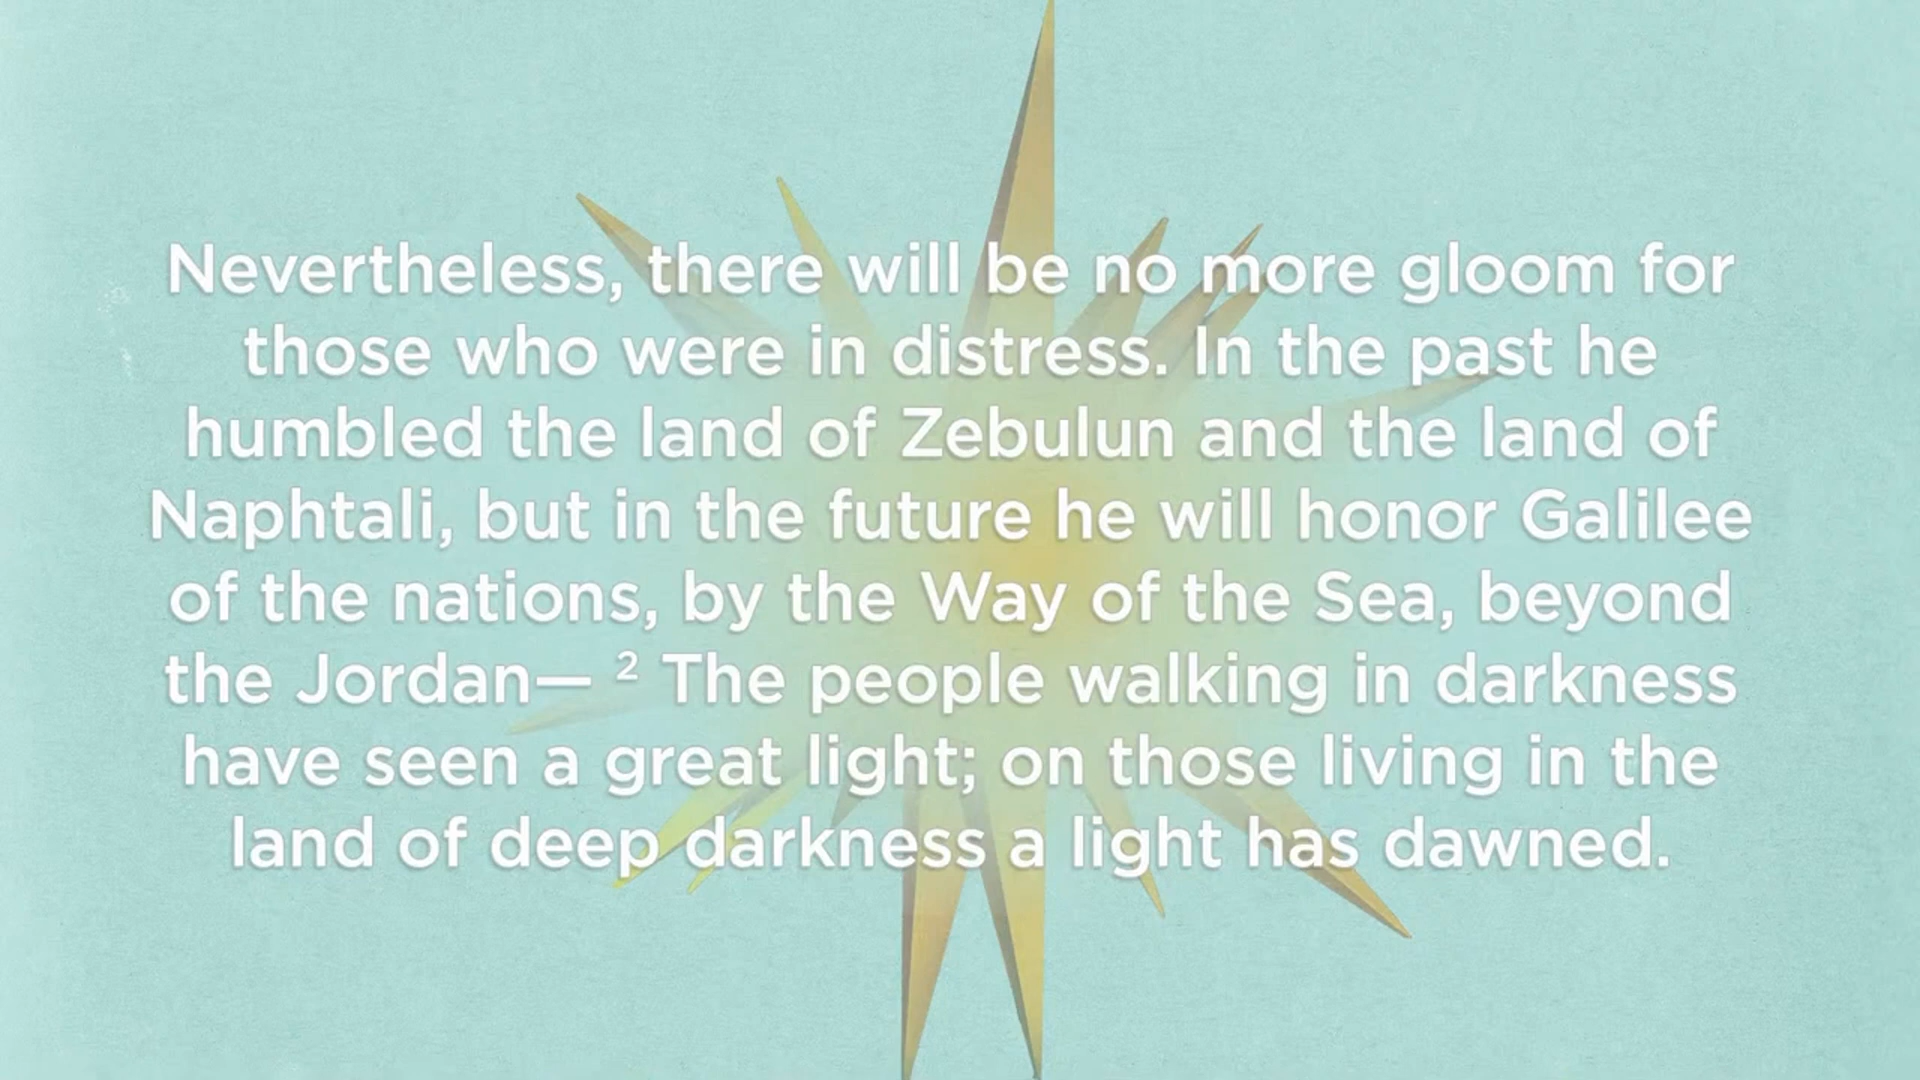 Nevertheless, there will be no more gloom for
those who were in distress. In the past he
humbled the land of Zebulun and the land of
Naphtali, but in the future he will honor Galilee
of the nations, by the Way of the Sea, beyond
the Jordan— ² The people walking in darkness
have seen a great light; on those living in the
land of deep darkness a light has dawned.